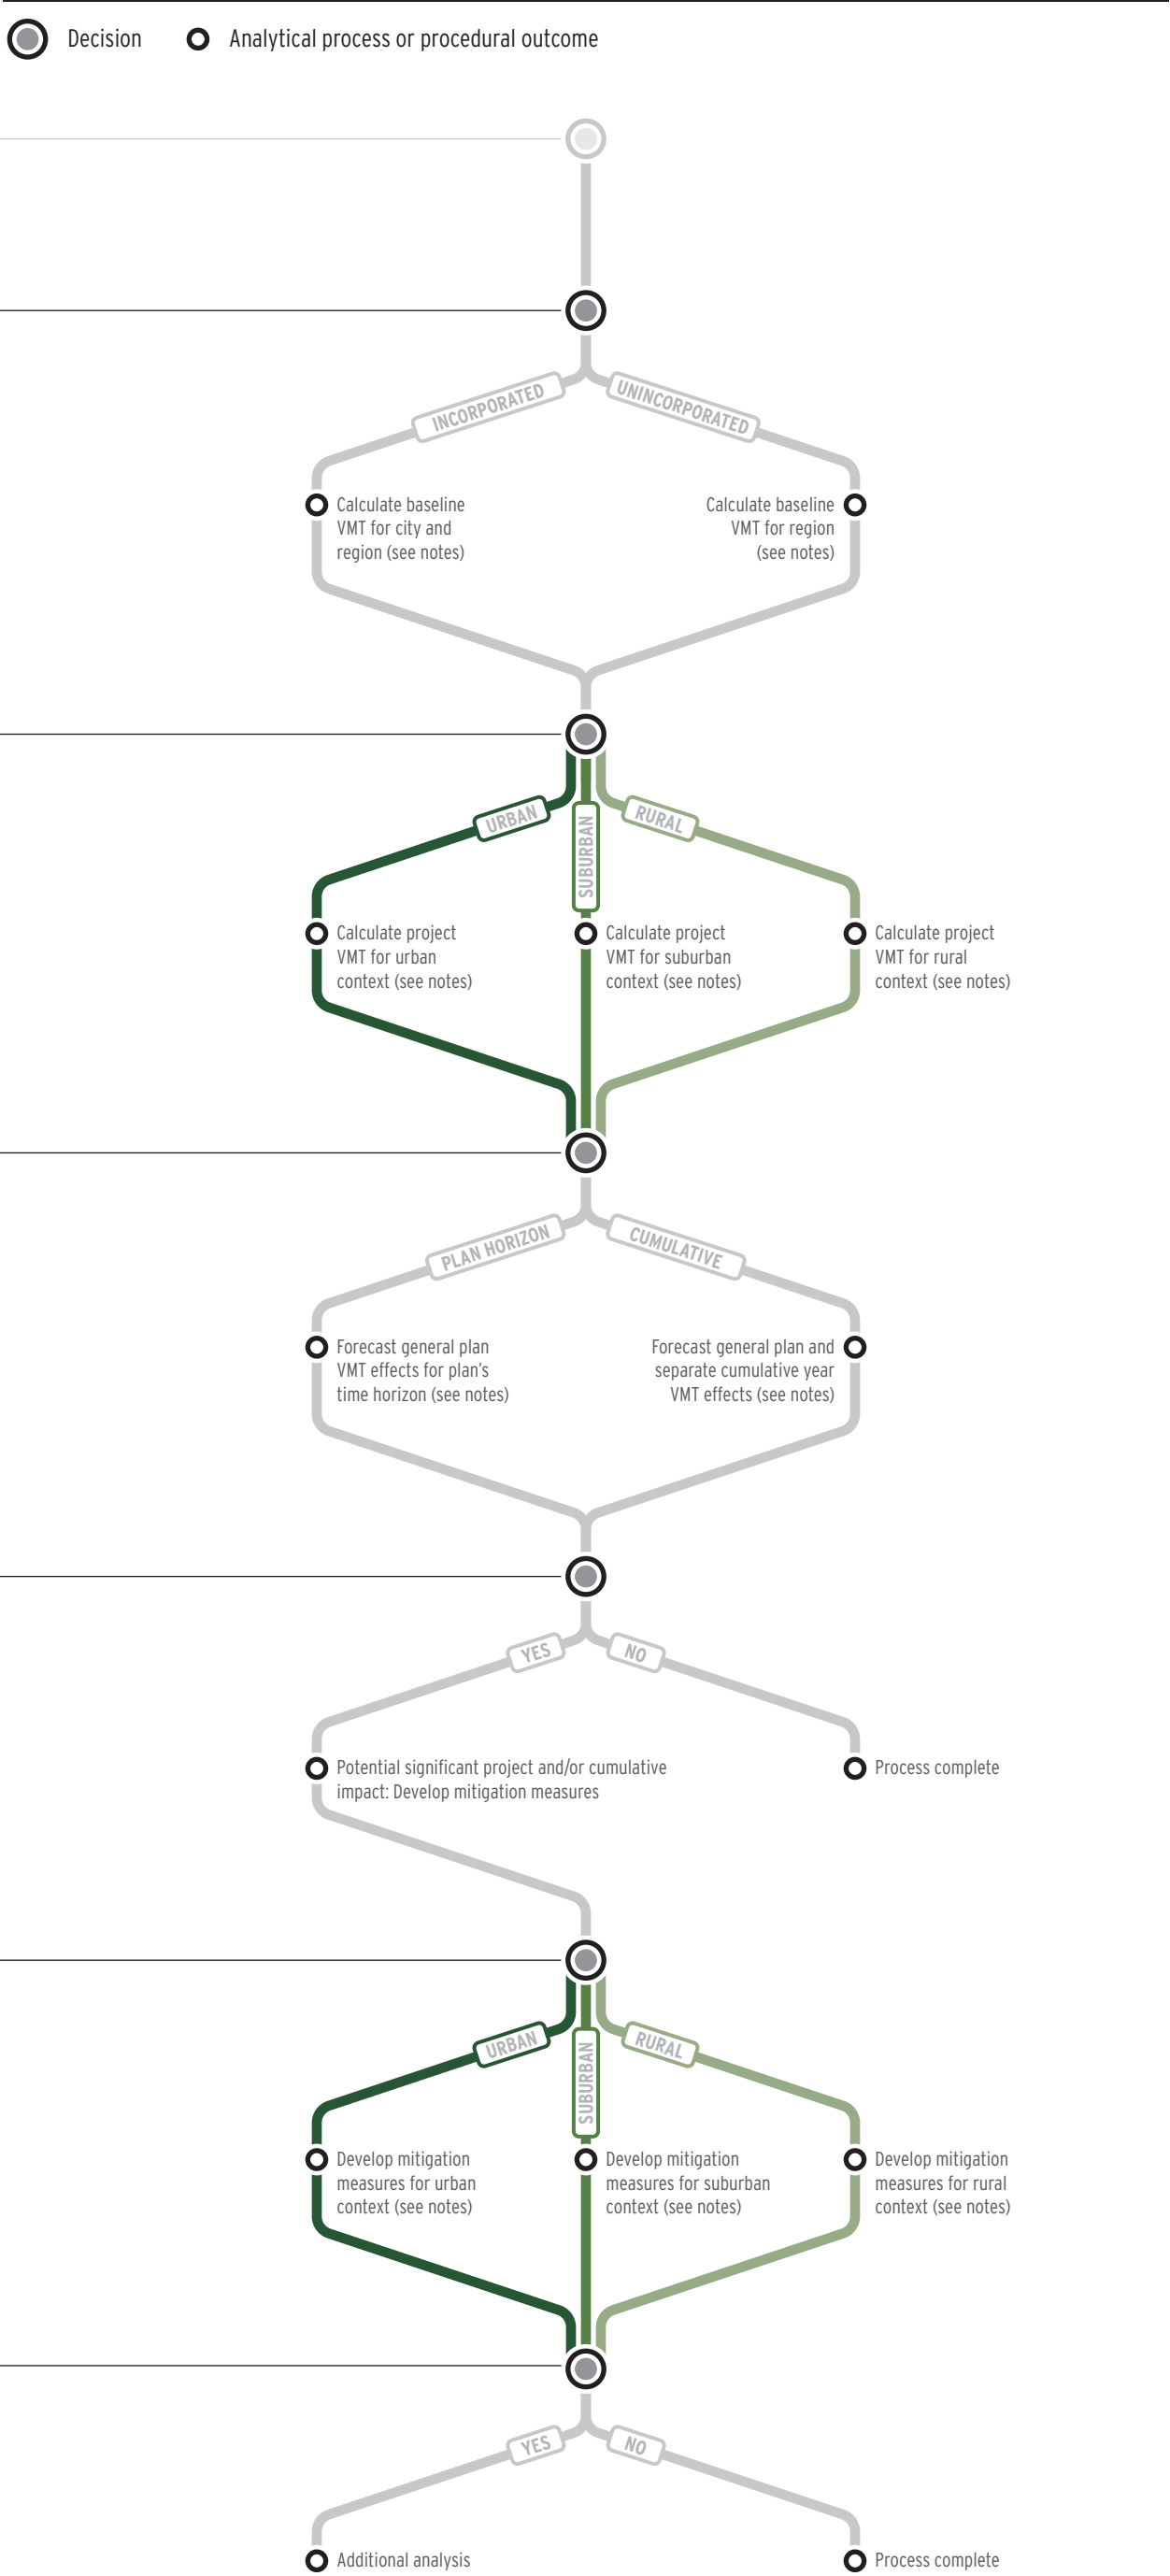 Decision
Analytical process or procedural outcome
INCORPORATED
UNINCORPORATED
Calculate baseline
VMT for city and
region (see notes)
Calculate baseline
VMT for region
(see notes)
URBAN
SUBURBAN
RURAL
Calculate project
VMT for urban
context (see notes)
Calculate project
VMT for suburban
context (see notes)
Calculate project
VMT for rural
context (see notes)
PLAN HORIZON
CUMULATIVE
Forecast general plan
VMT effects for plan's
time horizon (see notes)
Forecast general plan and
separate cumulative year
VMT effects (see notes)
YES
NO
Potential significant project and/or cumulative
impact: Develop mitigation measures
Process complete
URBAN
SUBURBAN
RURAL
Develop mitigation
measures for urban
context (see notes)
Develop mitigation
measures for suburban
context (see notes)
Develop mitigation
measures for rural
context (see notes)
YES
NO
Additional analysis
Process complete